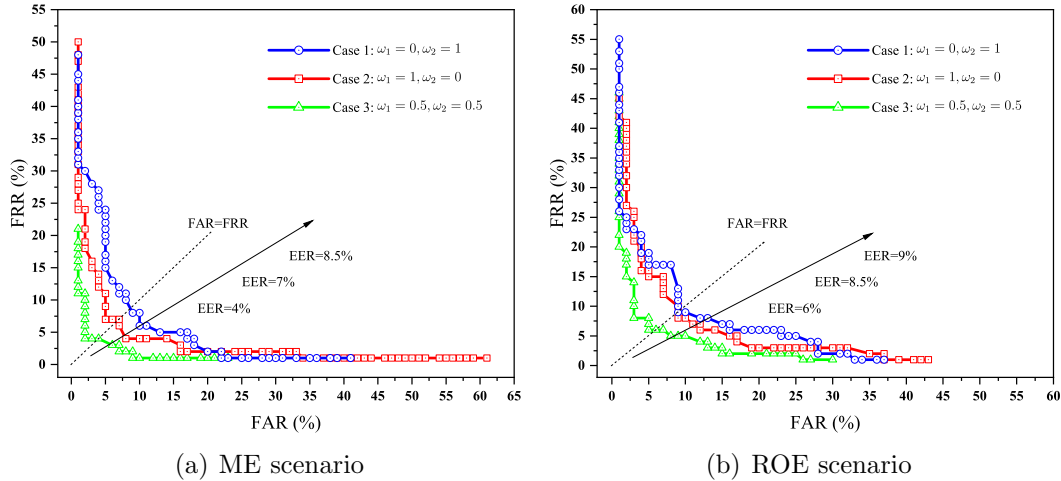 55
50
45
40
35
30
25
20
15
10
5
0
FRR (%)
Case 1: ω₁ = 0, ω₂ = 1
Case 2: ω₁ = 1, ω₂ = 0
Case 3: ω₁ = 0.5, ω₂ = 0.5
FAR=FRR
EER=8.5%
EER=7%
EER=4%
0 5 10 15 20 25 30 35 40 45 50 55 60 65
FAR (%)
(a) ME scenario
60
55
50
45
40
35
30
25
20
15
10
5
0
FRR (%)
Case 1: ω₁ = 0, ω₂ = 1
Case 2: ω₁ = 1, ω₂ = 0
Case 3: ω₁ = 0.5, ω₂ = 0.5
FAR=FRR
EER=9%
EER=8.5%
EER=6%
0 5 10 15 20 25 30 35 40 45 50 55 60
FAR (%)
(b) ROE scenario